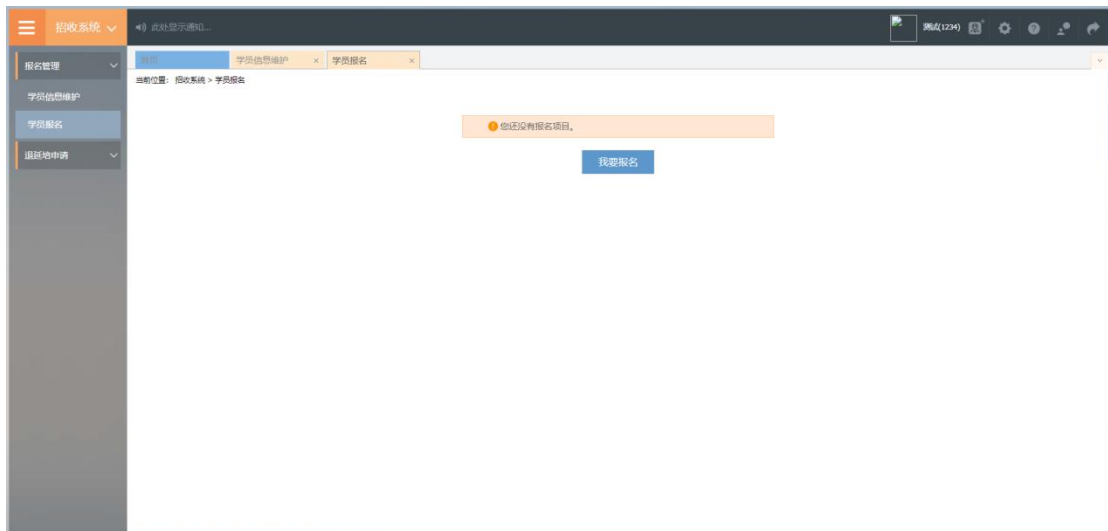 招收系统
此处显示通知...
测试(1234)
报名管理
学员信息维护
学员报名
退延培申请
首页
学员信息维护 ×
学员报名 ×
当前位置: 招收系统 > 学员报名
您还没有报名项目。
我要报名